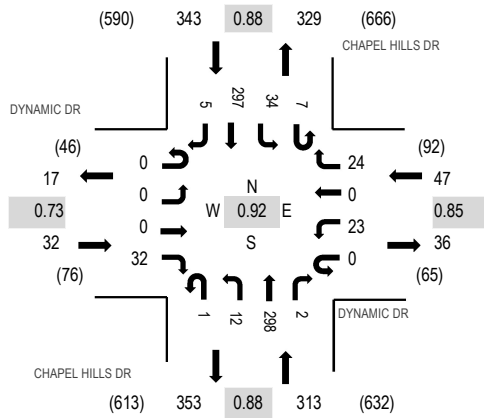 (590) 343 0.88 329 (666)
CHAPEL HILLS DR
5 297 34 7
DYNAMIC DR
(46) (92)
17 0 24 47
0 N 0
0.73 W 0.92 E 0.85
0 S 23
32 32 0 36
(76) (65)
1 12 298 2
DYNAMIC DR
CHAPEL HILLS DR
(613) 353 0.88 313 (632)